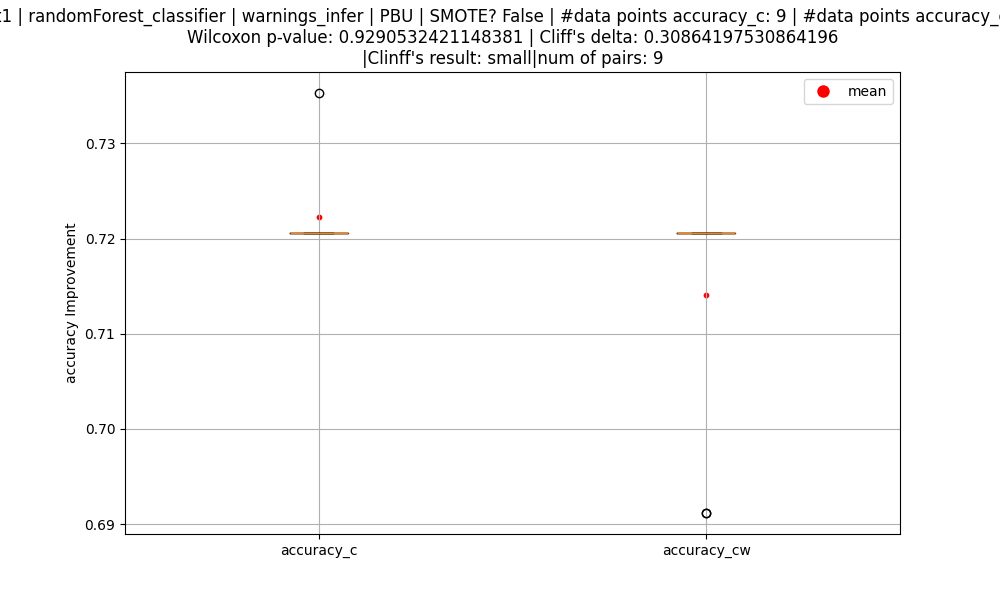 | randomForest_classifier | warnings_infer | PBU | SMOTE? False | #data points accuracy_c: 9 | #data points
Wilcoxon p-value: 0.9290532421148381 | Cliff's delta: 0.30864197530864196
|Clinff's result: small|num of pairs: 9
mean
0.73
0.72
0.71
0.70
0.69
accuracy Improvement
accuracy_c
accuracy_cw